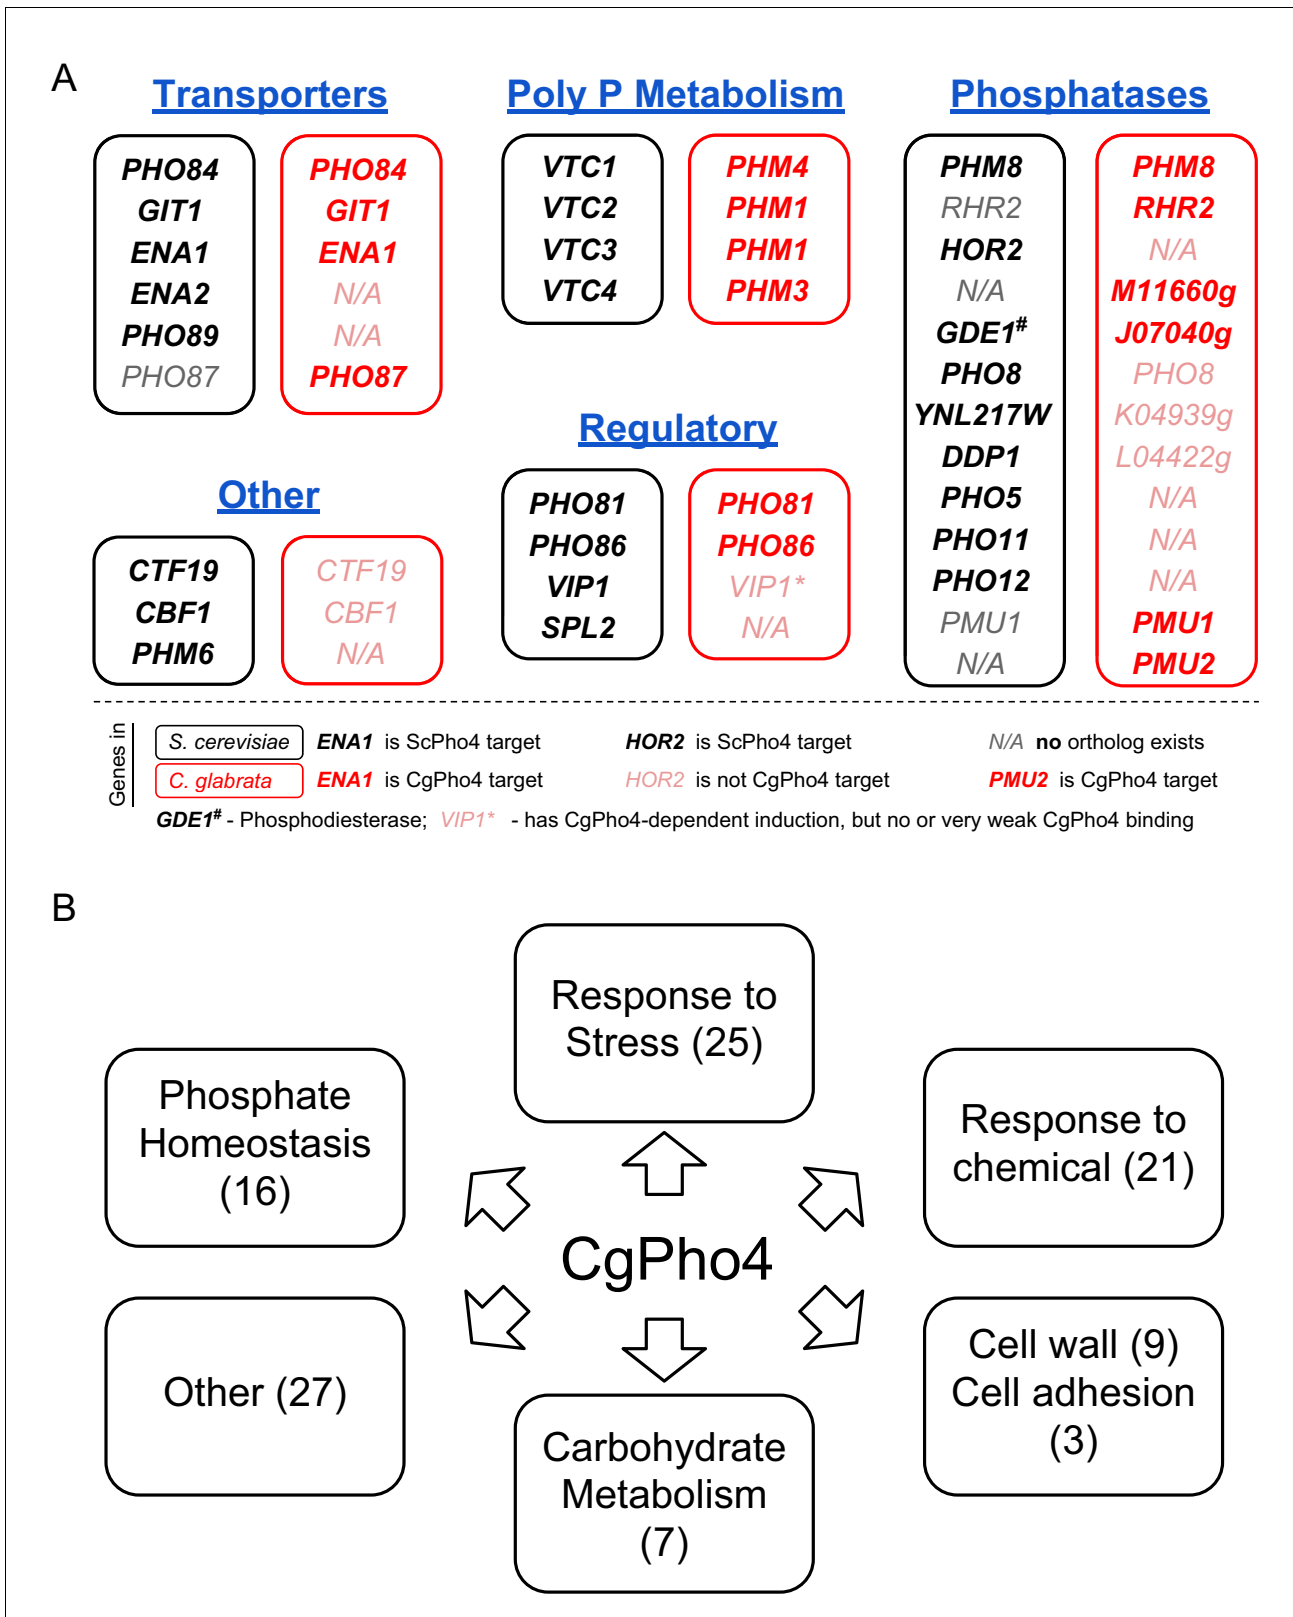 A
Transporters
PHO84 PHO84
GIT1 GIT1
ENA1 ENA1
ENA2 N/A
PHO89 N/A
PHO87 PHO87
Poly P Metabolism
VTC1 PHM4
VTC2 PHM1
VTC3 PHM1
VTC4 PHM3
Phosphatases
PHM8 PHM8
RHR2 RHR2
HOR2 N/A
N/A M11660g
GDE1# J07040g
PHO8 PHO8
YNL217W K04939g
DDP1 L04422g
PHO5 N/A
PHO11 N/A
PHO12 N/A
PMU1 PMU1
N/A PMU2
Other
CTF19 CTF19
CBF1 CBF1
PHM6 N/A
Regulatory
PHO81 PHO81
PHO86 PHO86
VIP1 VIP1*
SPL2 N/A
Genes in
S. cerevisiae ENA1 is ScPho4 target HOR2 is ScPho4 target N/A no ortholog exists
C. glabrata ENA1 is CgPho4 target HOR2 is not CgPho4 target PMU2 is CgPho4 target
GDE1# - Phosphodiesterase; VIP1* - has CgPho4-dependent induction, but no or very weak CgPho4 binding
B
Response to
Stress (25)
Phosphate
Homeostasis
(16)
Response to
chemical (21)
CgPho4
Other (27)
Cell wall (9)
Cell adhesion
(3)
Carbohydrate
Metabolism
(7)